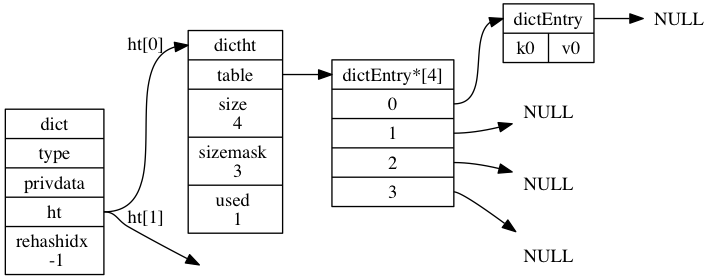 dict
type
privdata
ht
rehashidx
-1
ht[0]
ht[1]
dictht
table
size
4
sizemask
3
used
1
dictEntry*[4]
0
1
2
3
dictEntry
k0 v0
NULL
NULL
NULL
NULL